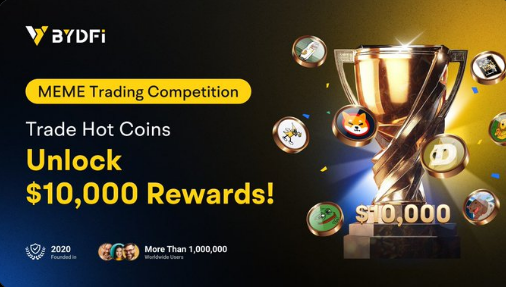 BYDFi
MEME Trading Competition
Trade Hot Coins
Unlock
$10,000 Rewards!
$10,000
2020
Founded in
More Than 1,000,000
Worldwide Users